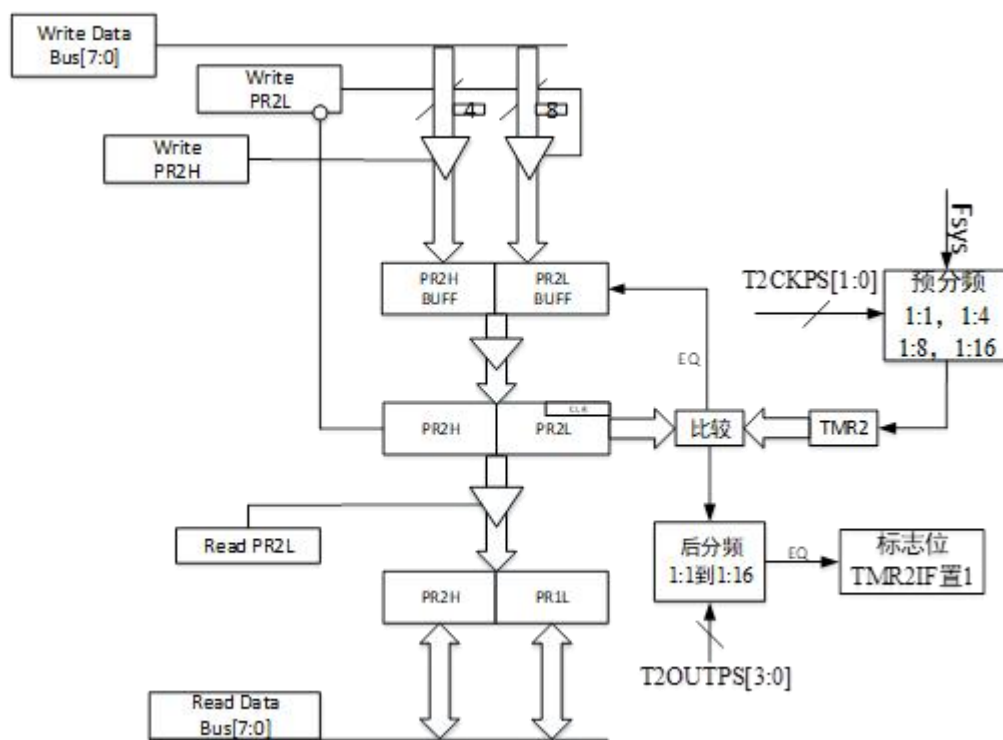 Write Data
Bus[7:0]
Write
PR2L
4
8
Write
PR2H
Fsys
T2CKPS[1:0]
预分频
1:1，1:4
1:8，1:16
PR2H
BUFF
PR2L
BUFF
EQ
CLR
PR2H
PR2L
比较
TMR2
Read PR2L
后分频
1:1到1:16
EQ
标志位
TMR2IF置1
PR2H
PR1L
T2OUTPS[3:0]
Read Data
Bus[7:0]